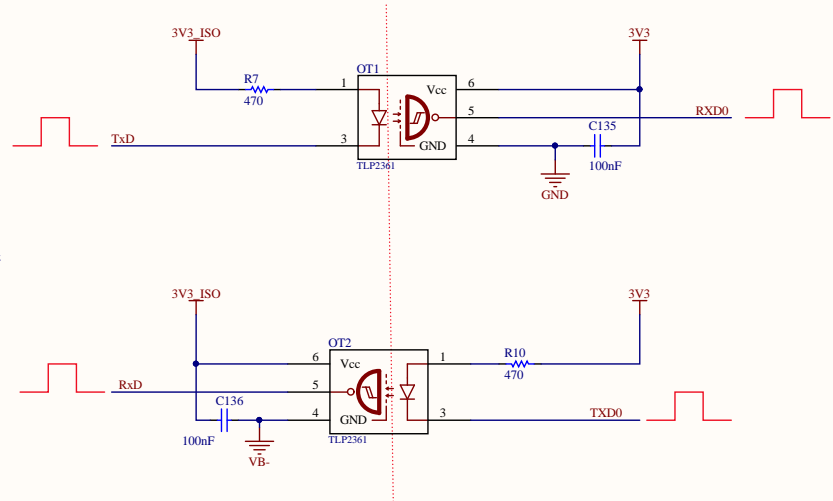 3V3_ISO
3V3
OT1
R7
470
1
Vcc
6
5
RXD0
TxD
3
GND
4
C135
100nF
TLP2361
GND
3V3_ISO
3V3
OT2
6
Vcc
1
R10
470
RxD
5
C136
4
GND
3
TXD0
100nF
TLP2361
VB-